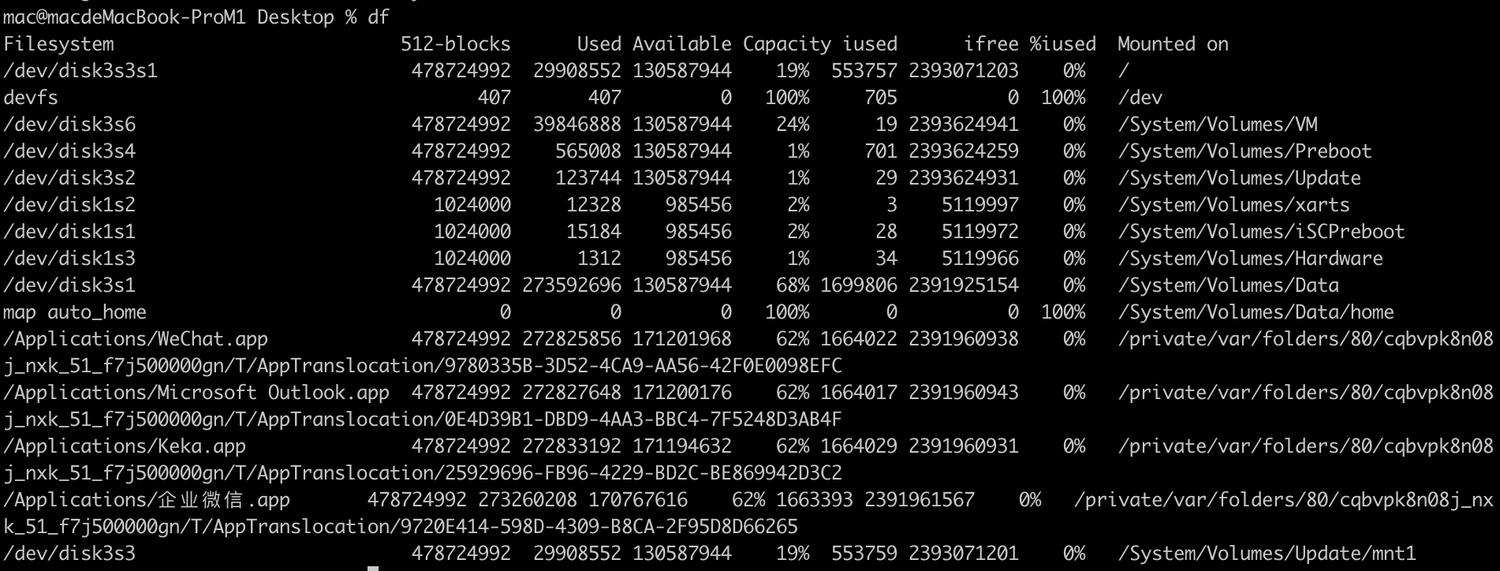 mac@macdeMacBook-ProM1 Desktop % df
Filesystem 512-blocks Used Available Capacity iused ifree %iused Mounted on
/dev/disk3s3s1 478724992 29908552 130587944 19% 553757 2393071203 0% /
devfs 407 407 0 100% 705 0 100% /dev
/dev/disk3s6 478724992 39846888 130587944 24% 19 2393624941 0% /System/Volumes/VM
/dev/disk3s4 478724992 565008 130587944 1% 701 2393624259 0% /System/Volumes/Preboot
/dev/disk3s2 478724992 123744 130587944 1% 29 2393624931 0% /System/Volumes/Update
/dev/disk1s2 1024000 12328 985456 2% 3 5119997 0% /System/Volumes/xarts
/dev/disk1s1 1024000 15184 985456 2% 28 5119972 0% /System/Volumes/iSCPreboot
/dev/disk1s3 1024000 1312 985456 1% 34 5119966 0% /System/Volumes/Hardware
/dev/disk3s1 478724992 273592696 130587944 68% 1699806 2391925154 0% /System/Volumes/Data
map auto_home 0 0 0 100% 0 0 100% /System/Volumes/Data/home
/Applications/WeChat.app 478724992 272825856 171201968 62% 1664022 2391960938 0% /private/var/folders/80/cqbvpk8n08
j_nxk_51_f7j500000gn/T/AppTranslocation/9780335B-3D52-4CA9-AA56-42F0E0098EFC
/Applications/Microsoft Outlook.app 478724992 272827648 171200176 62% 1664017 2391960943 0% /private/var/folders/80/cqbvpk8n08
j_nxk_51_f7j500000gn/T/AppTranslocation/0E4D39B1-DBD9-4AA3-BBC4-7F5248D3AB4F
/Applications/Keka.app 478724992 272833192 171194632 62% 1664029 2391960931 0% /private/var/folders/80/cqbvpk8n08
j_nxk_51_f7j500000gn/T/AppTranslocation/25929696-FB96-4229-BD2C-BE869942D3C2
/Applications/企业微信.app 478724992 273260208 170767616 62% 1663393 2391961567 0% /private/var/folders/80/cqbvpk8n08j_nx
k_51_f7j500000gn/T/AppTranslocation/9720E414-598D-4309-B8CA-2F95D8D66265
/dev/disk3s3 478724992 29908552 130587944 19% 553759 2393071201 0% /System/Volumes/Update/mnt1